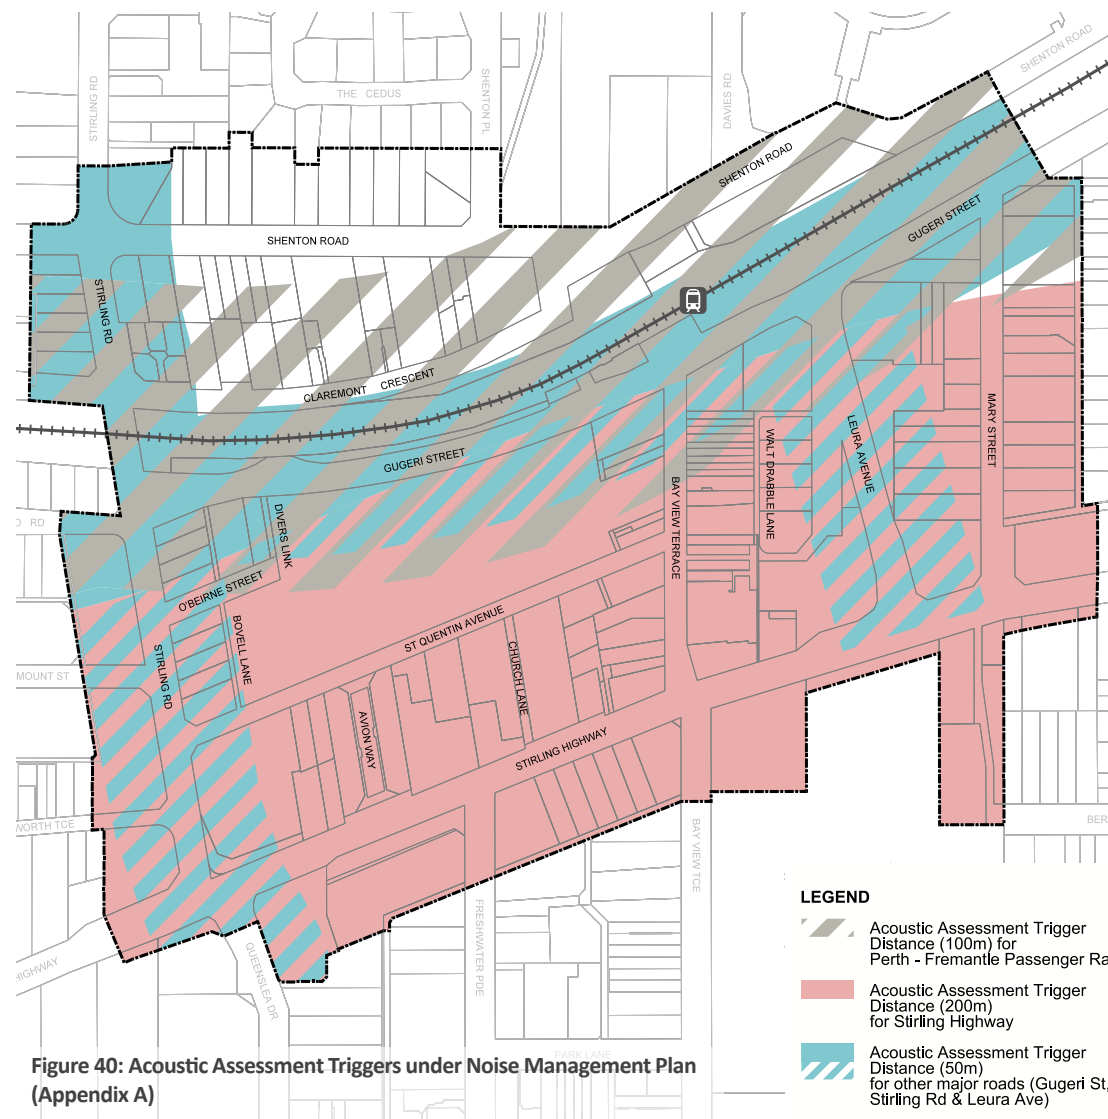 SHENTON ROAD
STIRLING RD
THE CEDUS
SHENTON PL
DAVIES RD
SHENTON ROAD
SHENTON ROAD
GUGERI STREET
STIRLING RD
CLAREMONT CRESCENT
GUGERI STREET
MARY STREET
LEURA AVENUE
WALT DRABBLE LANE
BAY VIEW TERRACE
DIVERS LINK
RD
O'BEIRNE STREET
BOVELL LANE
ST QUENTIN AVENUE
CHURCH LANE
STIRLING RD
MOUNT ST
AVION WAY
STIRLING HIGHWAY
WORTH TCE
BAY VIEW TCE
BER
FRESHWATER PDE
QUEENSLEA DR
HIGHWAY
PARK LANE
LEGEND
Acoustic Assessment Trigger
Distance (100m) for
Perth - Fremantle Passenger Ra
Acoustic Assessment Trigger
Distance (200m)
for Stirling Highway
Acoustic Assessment Trigger
Distance (50m)
for other major roads (Gugeri St,
Stirling Rd & Leura Ave)
Figure 40: Acoustic Assessment Triggers under Noise Management Plan
(Appendix A)